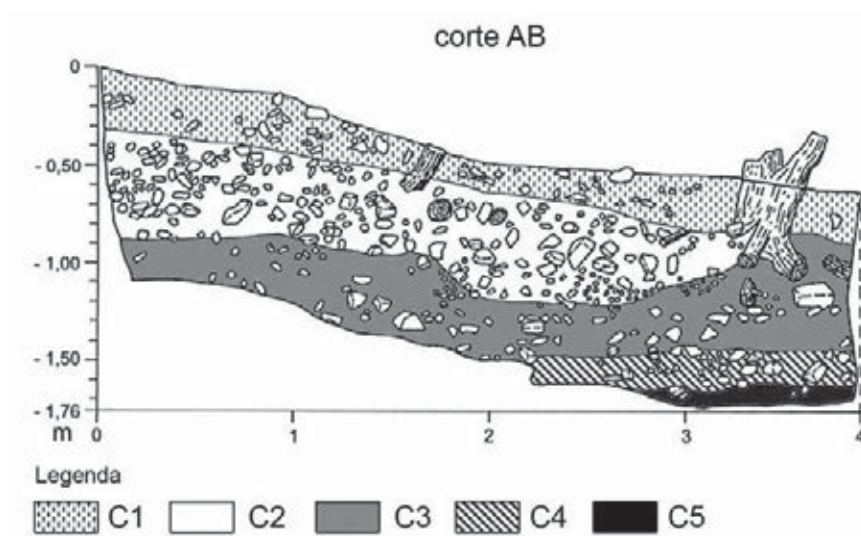 corte AB
0
- 0,50
- 1,00
- 1,50
- 1,76
m 0 1 2 3 4
Legenda
C1 C2 C3 C4 C5